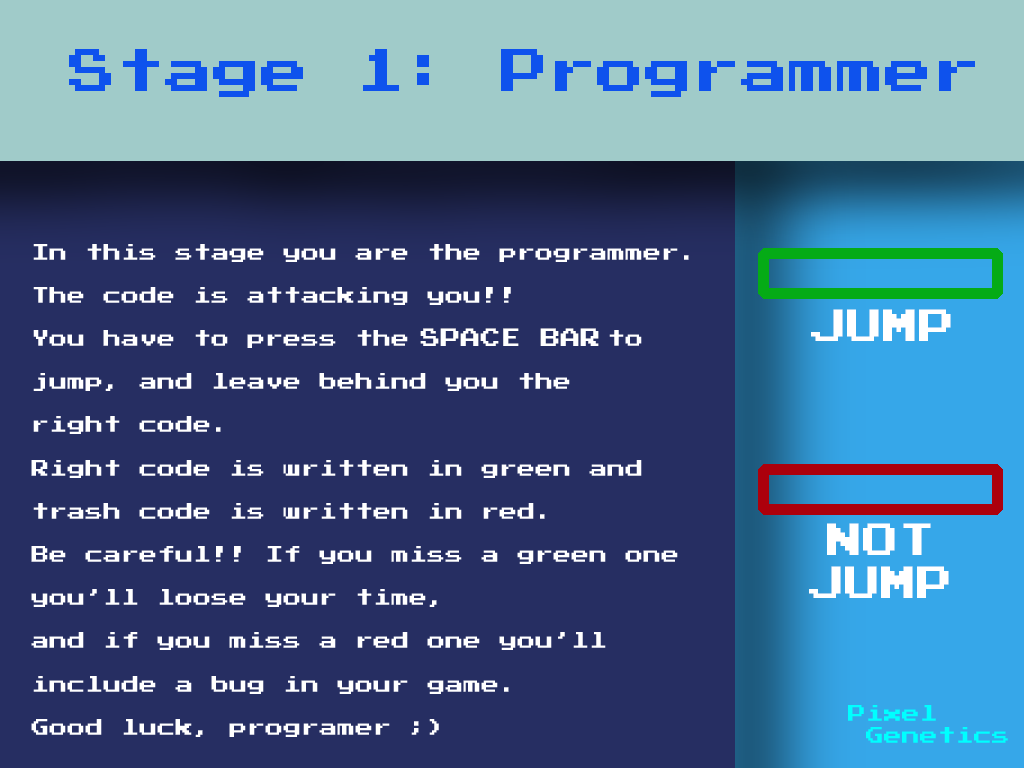 Stage 1: Programmer
In this stage you are the programmer.
The code is attacking you!!
You have to press the SPACE BAR to
jump, and leave behind you the
right code.
Right code is written in green and
trash code is written in red.
Be careful!! If you miss a green one
you'll loose your time,
and if you miss a red one you'll
include a bug in your game.
Good luck, programer ;)
JUMP
NOT
JUMP
Pixel
Genetics